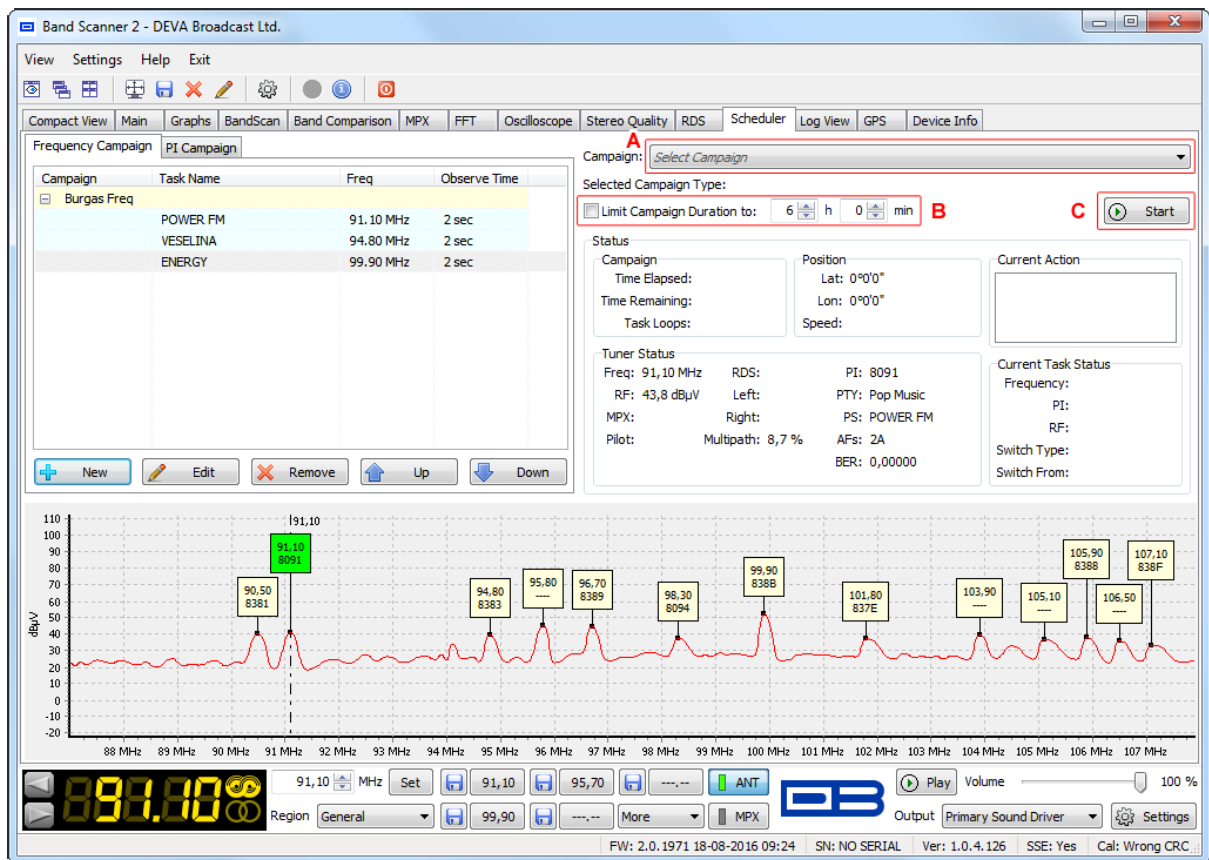 Band Scanner 2 - DEVA Broadcast Ltd.
View Settings Help Exit
Compact View Main Graphs BandScan Band Comparison MPX FFT Oscilloscope Stereo Quality RDS Scheduler Log View GPS Device Info
Frequency Campaign PI Campaign
Campaign Task Name Freq Observe Time
Burgas Freq
POWER FM 91.10 MHz 2 sec
VESELINA 94.80 MHz 2 sec
ENERGY 99.90 MHz 2 sec
New Edit Remove Up Down
A
Campaign: Select Campaign
Selected Campaign Type:
Limit Campaign Duration to: 6 h 0 min B
C Start
Status
Campaign
Time Elapsed:
Time Remaining:
Task Loops:
Position
Lat: 0º0'0"
Lon: 0º0'0"
Speed:
Current Action
Tuner Status
Freq: 91,10 MHz RDS: PI: 8091
RF: 43,8 dBµV Left: PTY: Pop Music
MPX: Right: PS: POWER FM
Pilot: Multipath: 8,7 % AFs: 2A
BER: 0,00000
Current Task Status
Frequency:
PI:
RF:
Switch Type:
Switch From:
dBµV
110
100
90
80
70
60
50
40
30
20
10
0
-10
-20
91,10
90,50
8381
91,10
8091
94,80
8383
95,80
----
96,70
8389
98,30
8094
99,90
838B
101,80
837E
103,90
----
105,10
----
105,90
8388
106,50
----
107,10
838F
88 MHz 89 MHz 90 MHz 91 MHz 92 MHz 93 MHz 94 MHz 95 MHz 96 MHz 97 MHz 98 MHz 99 MHz 100 MHz 101 MHz 102 MHz 103 MHz 104 MHz 105 MHz 106 MHz 107 MHz
91.10
91,10 MHz Set 91,10 95,70 ---,-- ANT
Region General 99,90 ---,-- More MPX
DB
Play Volume 100 %
Output Primary Sound Driver Settings
FW: 2.0.1971 18-08-2016 09:24 SN: NO SERIAL Ver: 1.0.4.126 SSE: Yes Cal: Wrong CRC